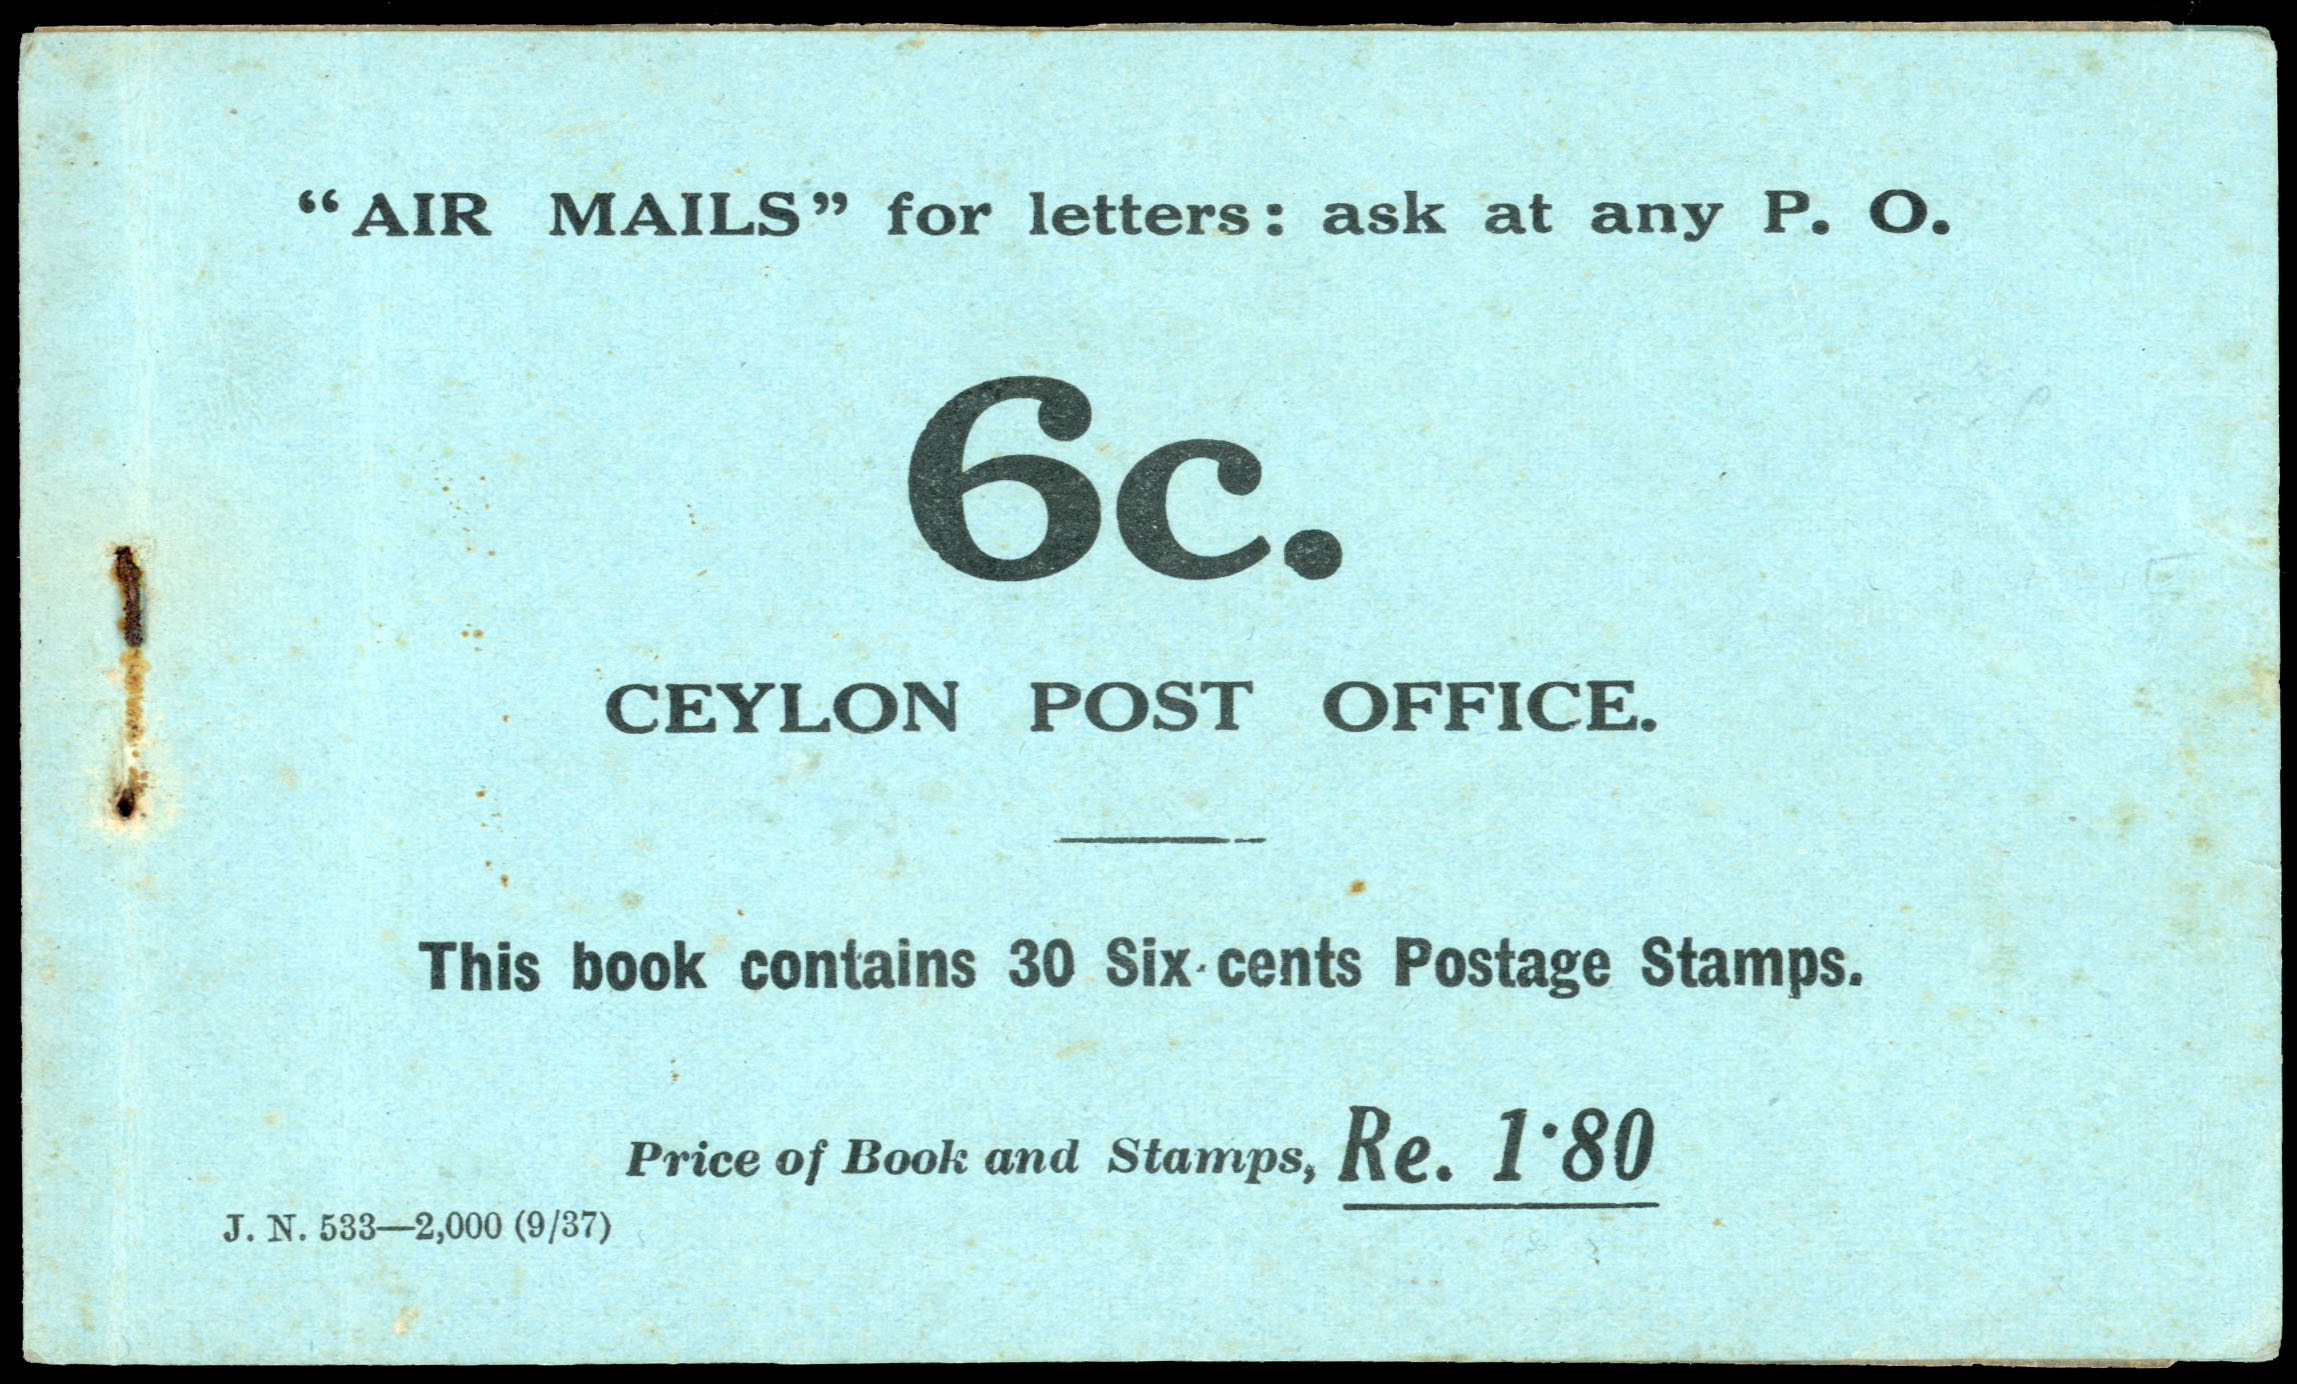 “AIR MAILS” for letters: ask at any P. O.
6c.
CEYLON POST OFFICE.
This book contains 30 Six-cents Postage Stamps.
Price of Book and Stamps, Re. 1·80
J. N. 533—2,000 (9/37)